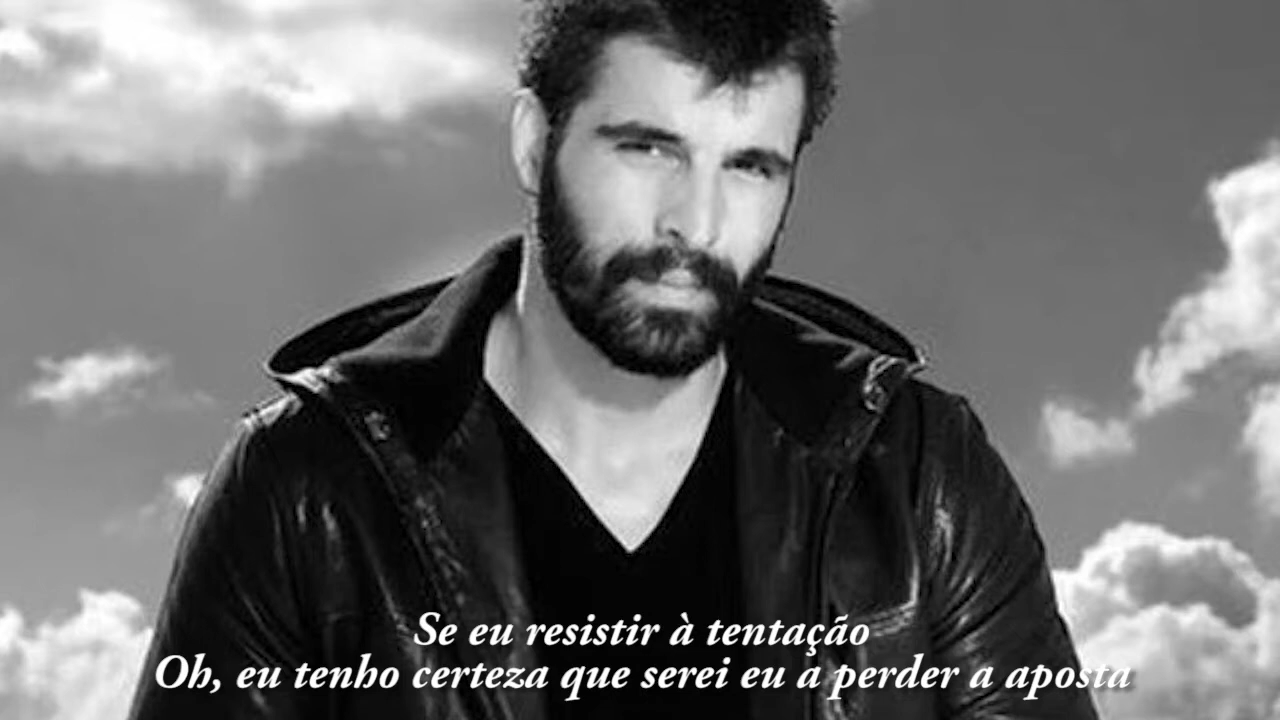 Se eu resistir à tentação
Oh, eu tenho certeza que serei eu a perder a aposta